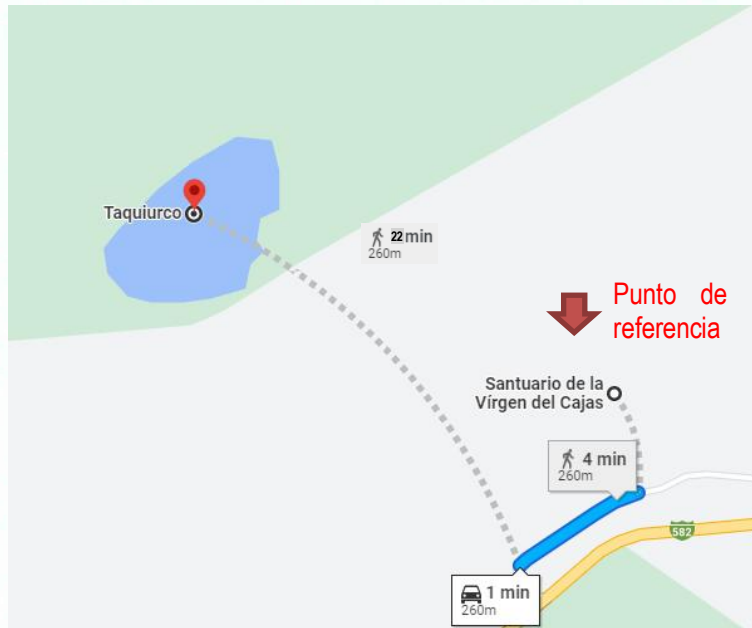 Taquiurco
22 min
260m
Punto de
referencia
Santuario de la
Vírgen del Cajas
4 min
260m
582
1 min
260m